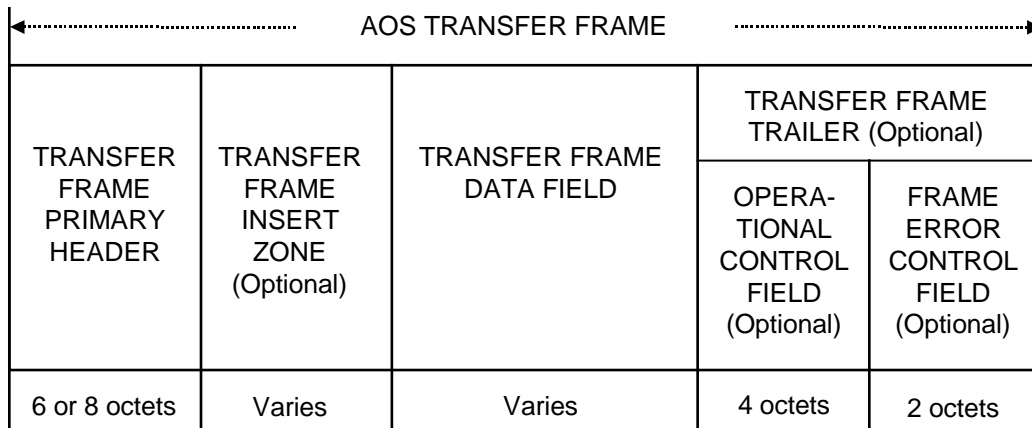 AOS TRANSFER FRAME
TRANSFER
FRAME
PRIMARY
HEADER
TRANSFER
FRAME
INSERT
ZONE
(Optional)
TRANSFER FRAME
DATA FIELD
TRANSFER FRAME
TRAILER (Optional)
OPERA-
TIONAL
CONTROL
FIELD
(Optional)
FRAME
ERROR
CONTROL
FIELD
(Optional)
6 or 8 octets
Varies
Varies
4 octets
2 octets